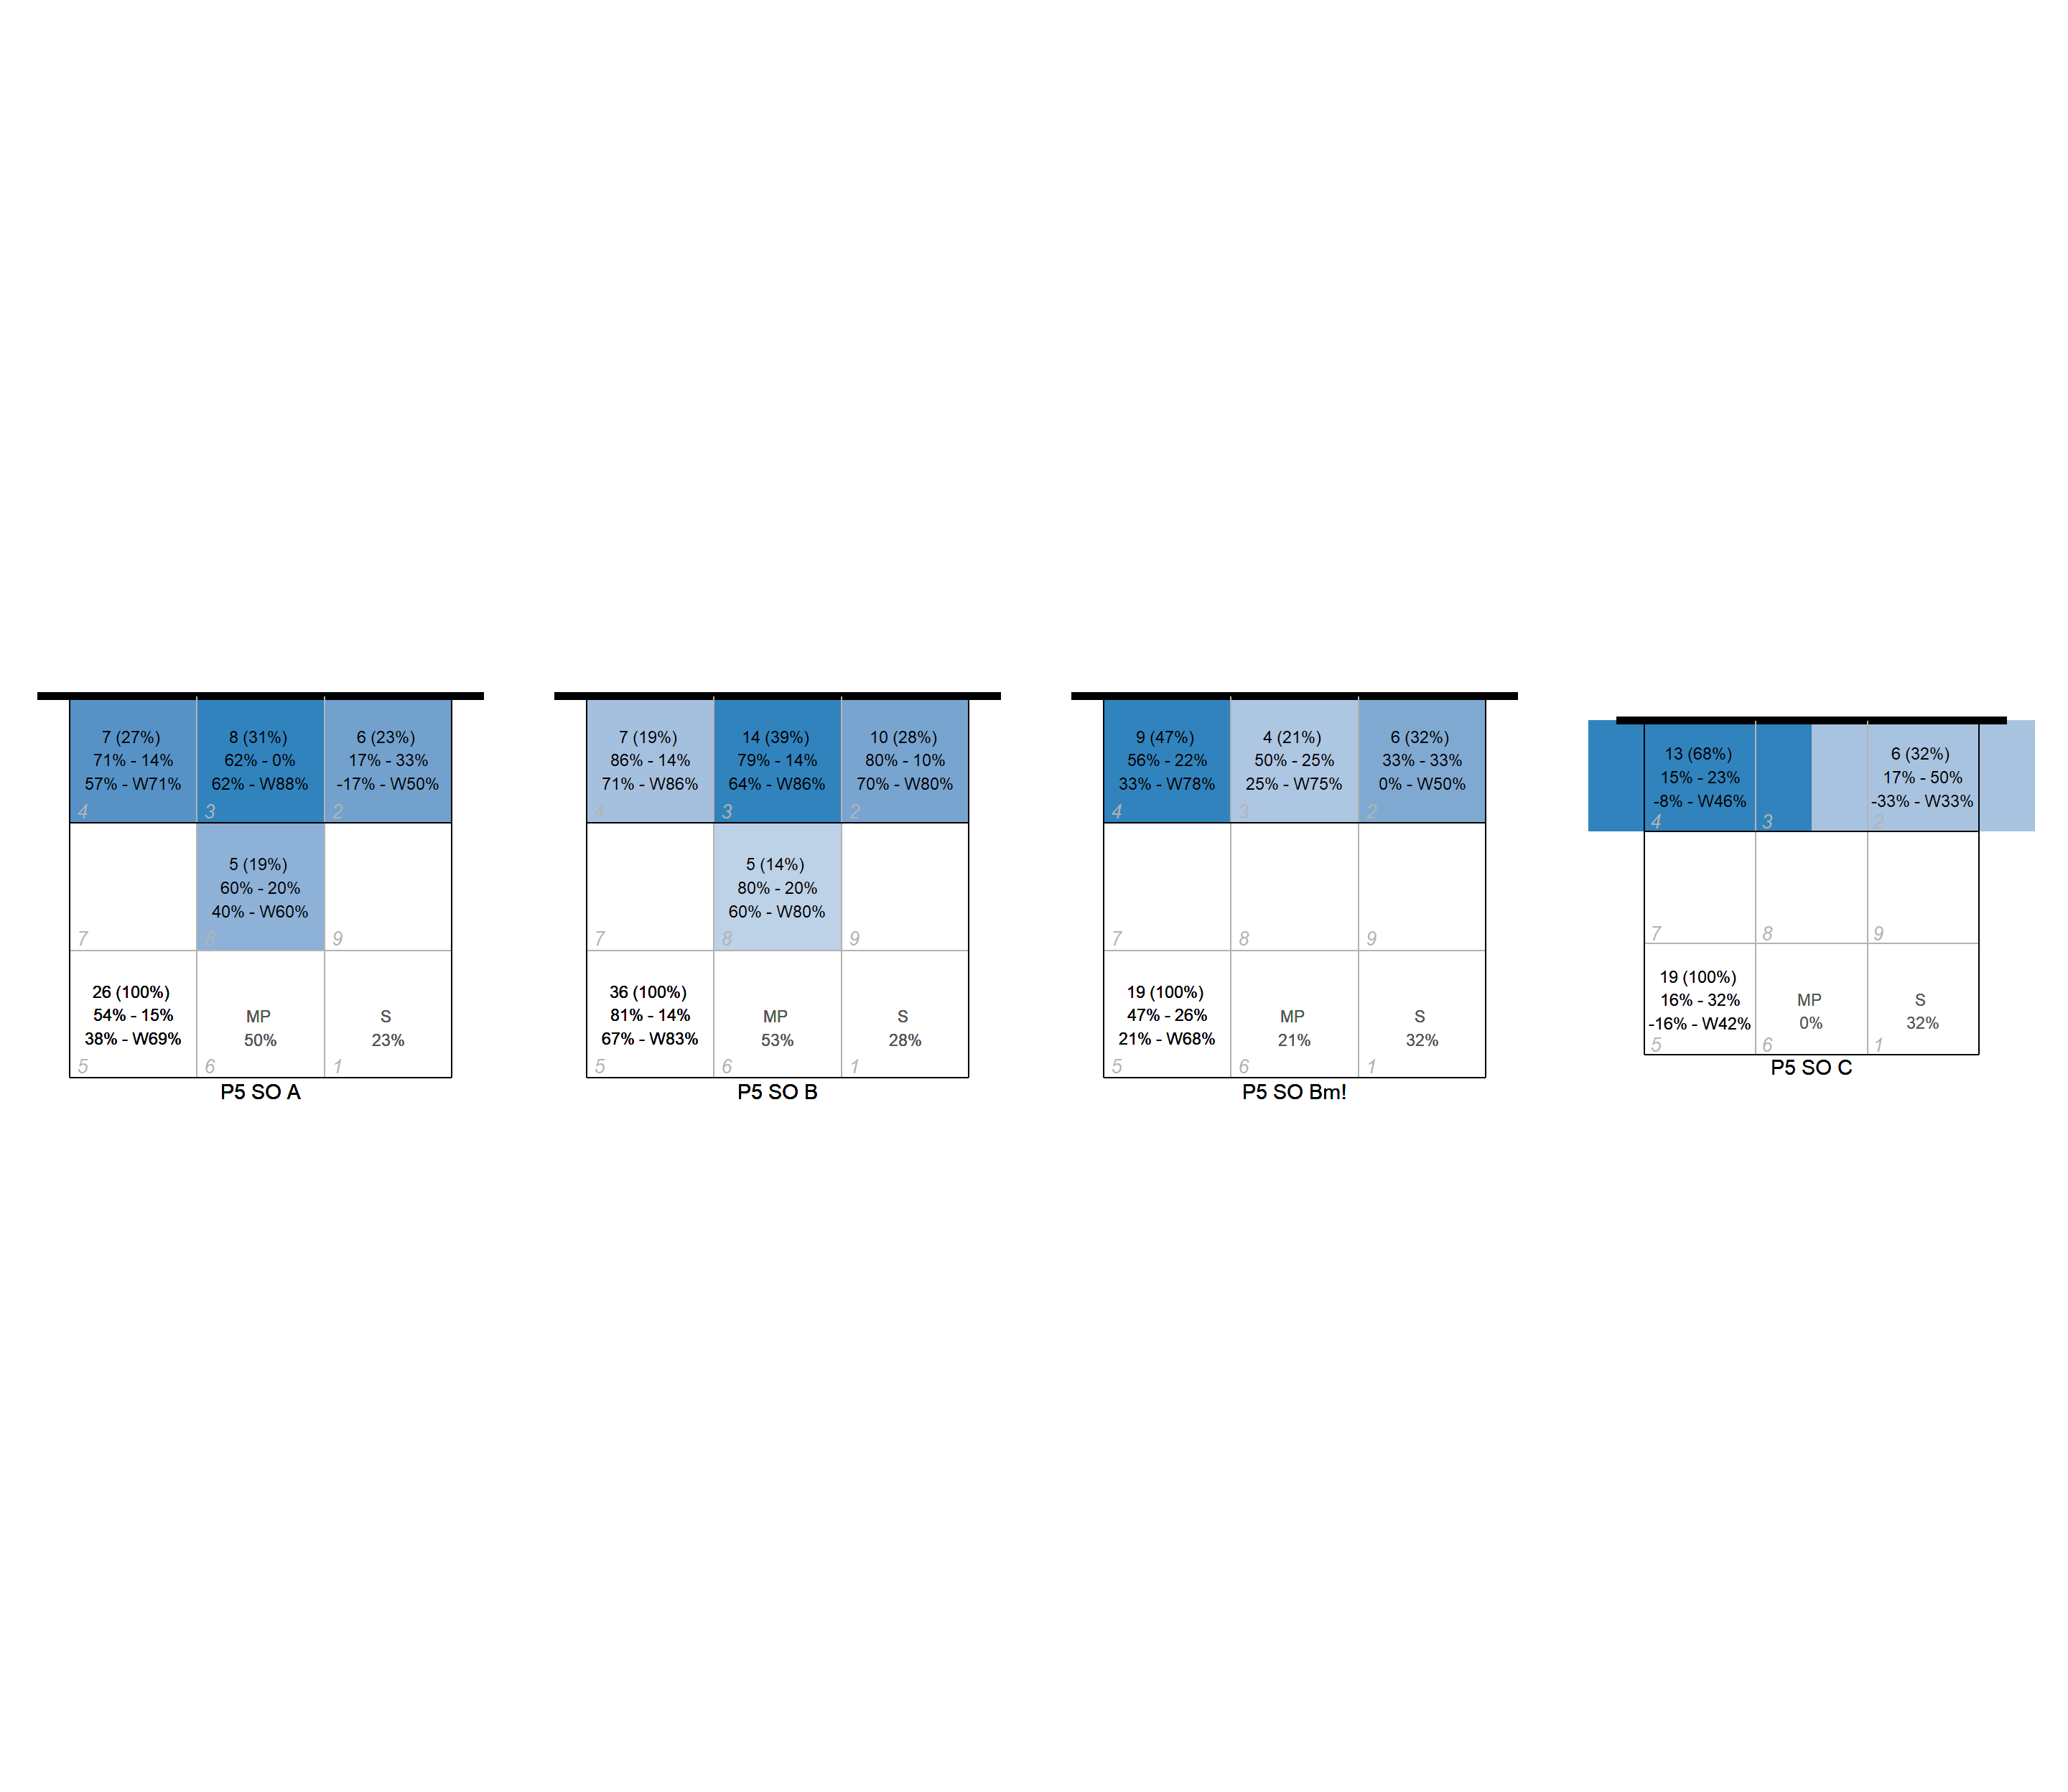 7 (27%)
71% - 14%
57% - W71%
4
8 (31%)
62% - 0%
62% - W88%
3
6 (23%)
17% - 33%
-17% - W50%
2
7
5 (19%)
60% - 20%
40% - W60%
8
9
26 (100%)
54% - 15%
38% - W69%
5
MP
50%
6
S
23%
1
P5 SO A
7 (19%)
86% - 14%
71% - W86%
4
14 (39%)
79% - 14%
64% - W86%
3
10 (28%)
80% - 10%
70% - W80%
2
7
5 (14%)
80% - 20%
60% - W80%
8
9
36 (100%)
81% - 14%
67% - W83%
5
MP
53%
6
S
28%
1
P5 SO B
9 (47%)
56% - 22%
33% - W78%
4
4 (21%)
50% - 25%
25% - W75%
3
6 (32%)
33% - 33%
0% - W50%
2
7
8
9
19 (100%)
47% - 26%
21% - W68%
5
MP
21%
6
S
32%
1
P5 SO Bm!
13 (68%)
15% - 23%
-8% - W46%
4
3
6 (32%)
17% - 50%
-33% - W33%
2
7
8
9
19 (100%)
16% - 32%
-16% - W42%
5
MP
0%
6
S
32%
1
P5 SO C